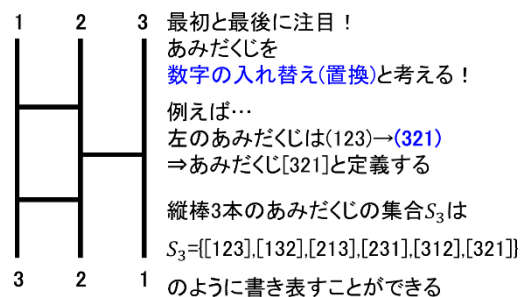 1 2 3
最初と最後に注目！
あみだくじを
数字の入れ替え(置換)と考える！
例えば…
左のあみだくじは(123)→(321)
⇒あみだくじ[321]と定義する
縦棒3本のあみだくじの集合S₃は
S₃={[123],[132],[213],[231],[312],[321]}
のように書き表すことができる
3 2 1